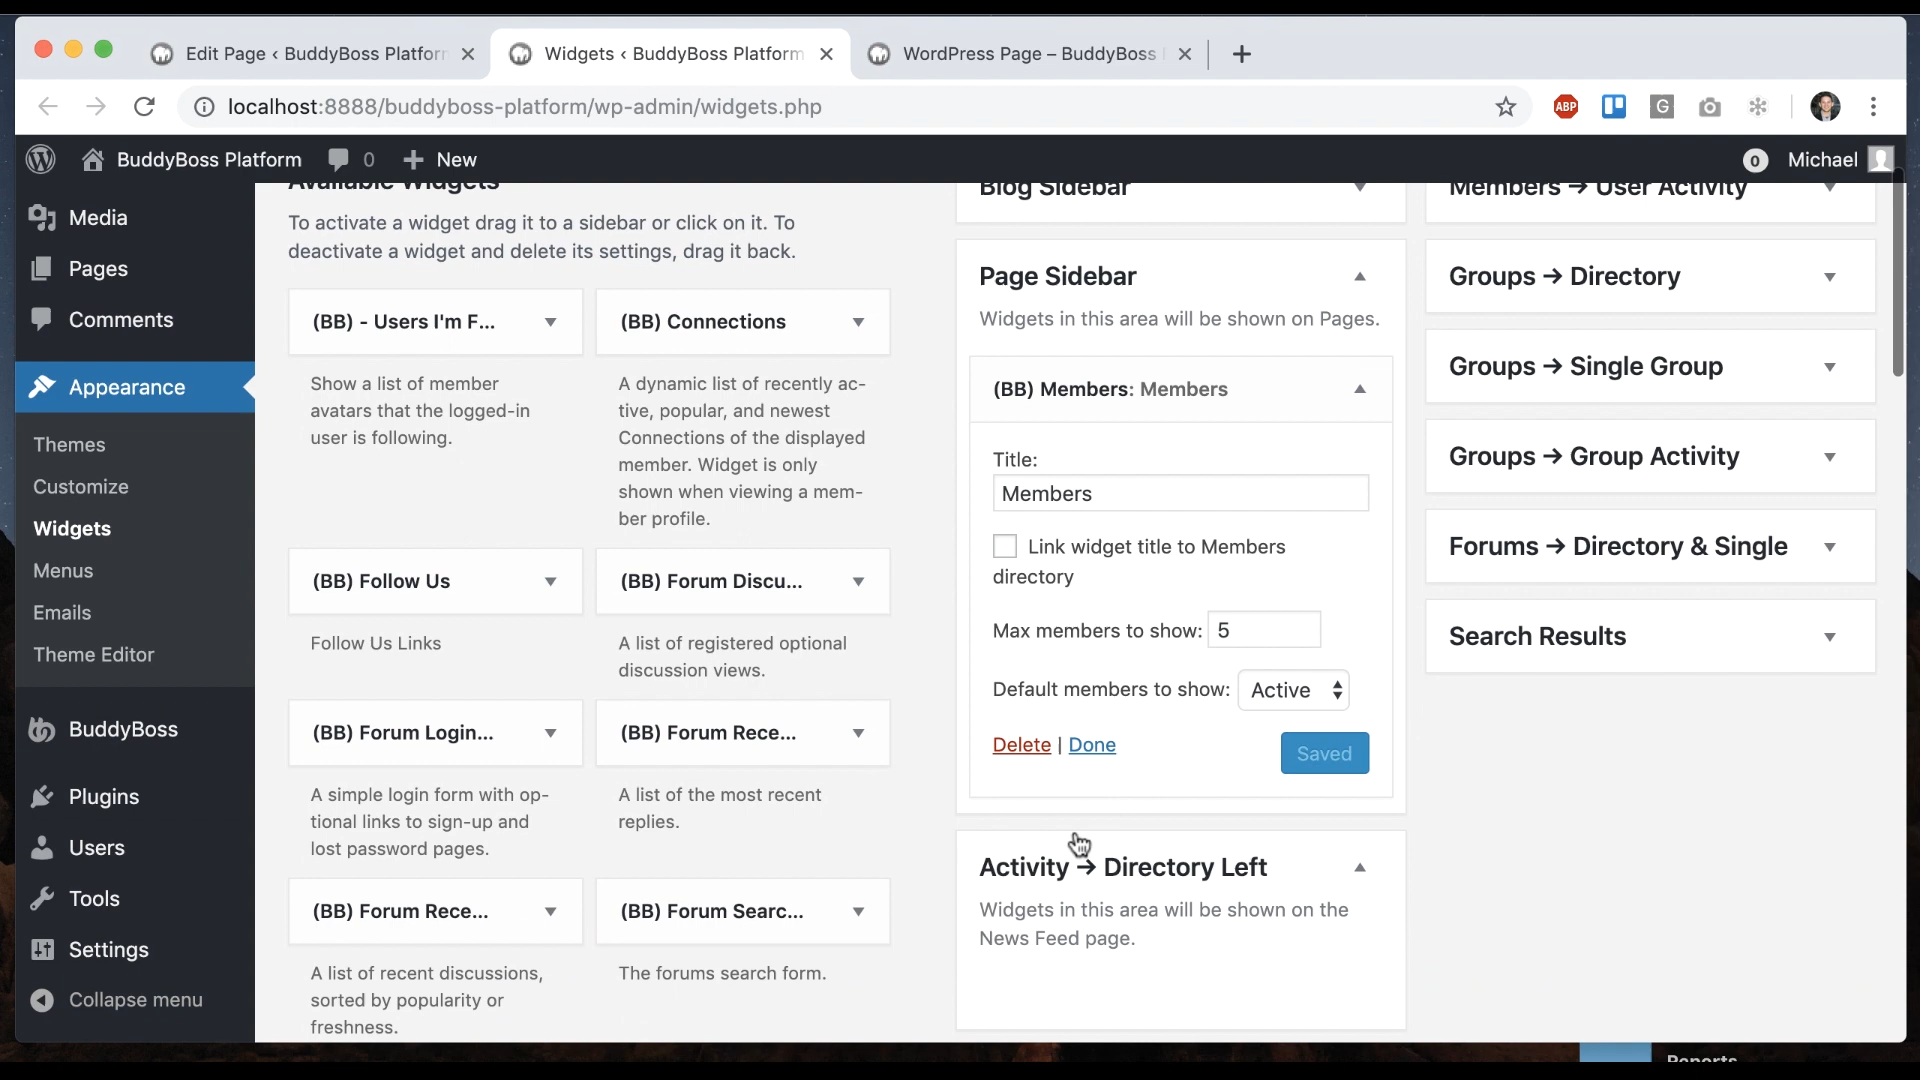 Edit Page ‹ BuddyBoss Platform
Widgets ‹ BuddyBoss Platform
WordPress Page – BuddyBoss
localhost:8888/buddyboss-platform/wp-admin/widgets.php
ABP
G
BuddyBoss Platform
0
New
0
Michael
Media
Pages
Comments
Appearance
Themes
Customize
Widgets
Menus
Emails
Theme Editor
BuddyBoss
Plugins
Users
Tools
Settings
Collapse menu
Available Widgets
To activate a widget drag it to a sidebar or click on it. To
deactivate a widget and delete its settings, drag it back.
(BB) - Users I'm F...
Show a list of member
avatars that the logged-in
user is following.
(BB) Connections
A dynamic list of recently ac-
tive, popular, and newest
Connections of the displayed
member. Widget is only
shown when viewing a mem-
ber profile.
(BB) Follow Us
Follow Us Links
(BB) Forum Discu...
A list of registered optional
discussion views.
(BB) Forum Login...
A simple login form with op-
tional links to sign-up and
lost password pages.
(BB) Forum Rece...
A list of the most recent
replies.
(BB) Forum Rece...
A list of recent discussions,
sorted by popularity or
freshness.
(BB) Forum Searc...
The forums search form.
Blog Sidebar
Page Sidebar
Widgets in this area will be shown on Pages.
(BB) Members: Members
Title:
Members
Link widget title to Members
directory
Max members to show: 5
Default members to show: Active
Delete | Done
Saved
Activity → Directory Left
Widgets in this area will be shown on the
News Feed page.
Members → User Activity
Groups → Directory
Groups → Single Group
Groups → Group Activity
Forums → Directory & Single
Search Results
Reports